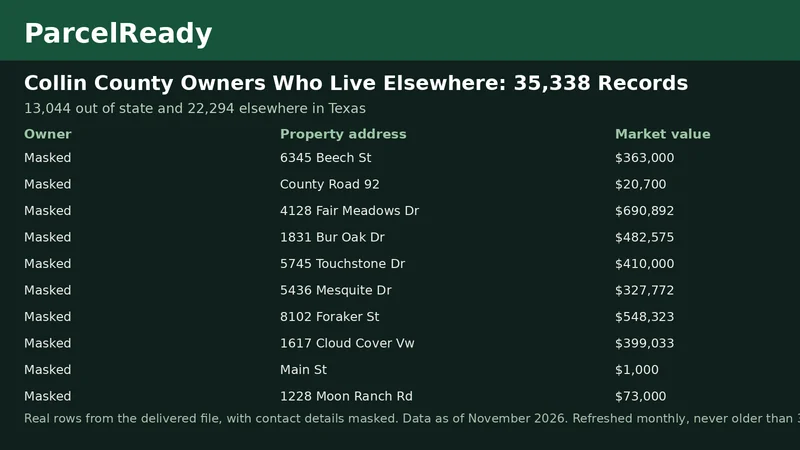 ParcelReady
Collin County Owners Who Live Elsewhere: 35,338 Records
13,044 out of state and 22,294 elsewhere in Texas
Owner Property address Market value
Masked 6345 Beech St $363,000
Masked County Road 92 $20,700
Masked 4128 Fair Meadows Dr $690,892
Masked 1831 Bur Oak Dr $482,575
Masked 5745 Touchstone Dr $410,000
Masked 5436 Mesquite Dr $327,772
Masked 8102 Foraker St $548,323
Masked 1617 Cloud Cover Vw $399,033
Masked Main St $1,000
Masked 1228 Moon Ranch Rd $73,000
Real rows from the delivered file, with contact details masked. Data as of November 2026. Refreshed monthly, never older than